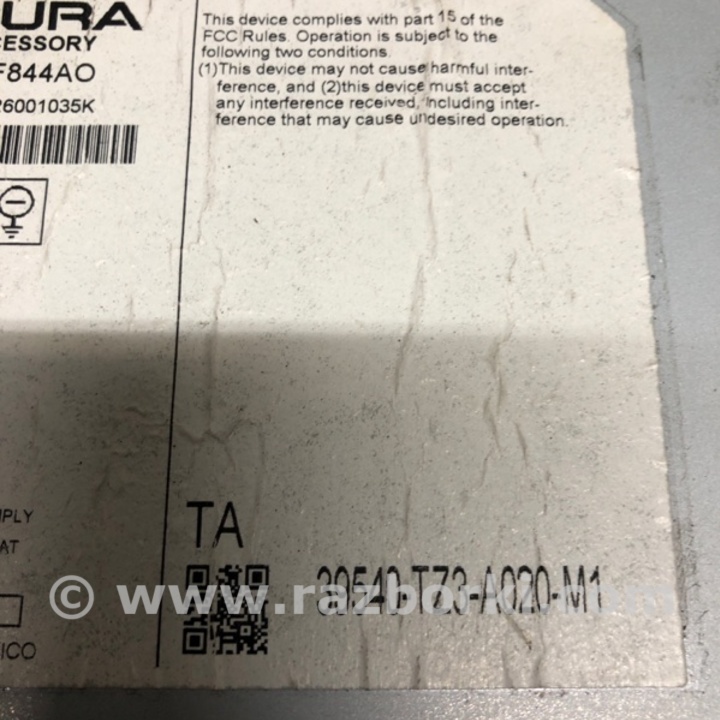 URA
CESSORY
F844AO
26001035K
This device complies with part 15 of the
FCC Rules. Operation is subject to the
following two conditions.
(1)This device may not cause harmful inter-
ference, and (2)this device must accept
any interference received, including inter-
ference that may cause undesired operation.
TA
39540-TZ3-A020-M1
© www.razborka.com
IPLY
AT
ICO